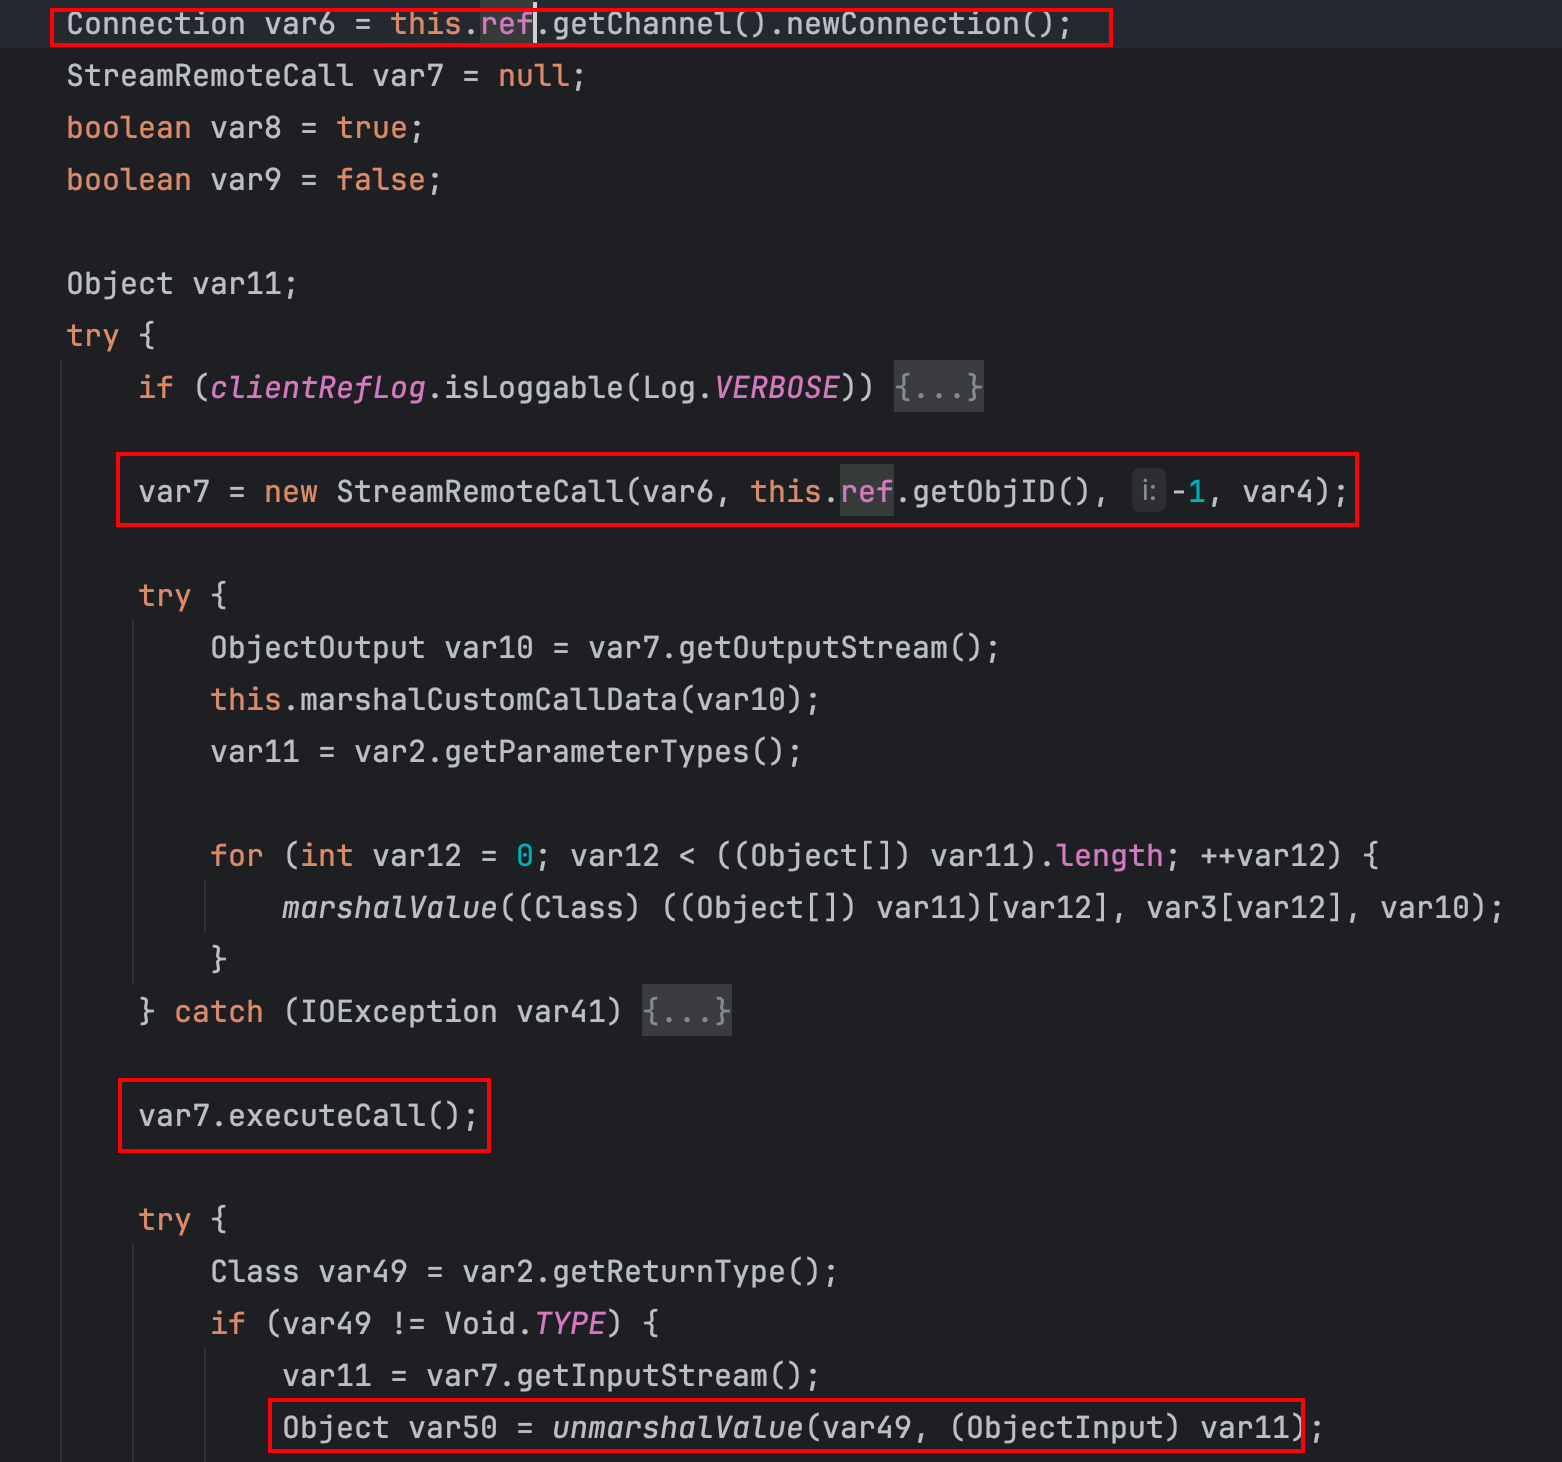 Connection var6 = this.ref.getChannel().newConnection();
StreamRemoteCall var7 = null;
boolean var8 = true;
boolean var9 = false;
Object var11;
try {
if (clientRefLog.isLoggable(Log.VERBOSE)) {...}
var7 = new StreamRemoteCall(var6, this.ref.getObjID(), i: -1, var4);
try {
ObjectOutput var10 = var7.getOutputStream();
this.marshalCustomCallData(var10);
var11 = var2.getParameterTypes();
for (int var12 = 0; var12 < ((Object[]) var11).length; ++var12) {
marshalValue((Class) ((Object[]) var11)[var12], var3[var12], var10);
}
} catch (IOException var41) {...}
var7.executeCall();
try {
Class var49 = var2.getReturnType();
if (var49 != Void.TYPE) {
var11 = var7.getInputStream();
Object var50 = unmarshalValue(var49, (ObjectInput) var11);